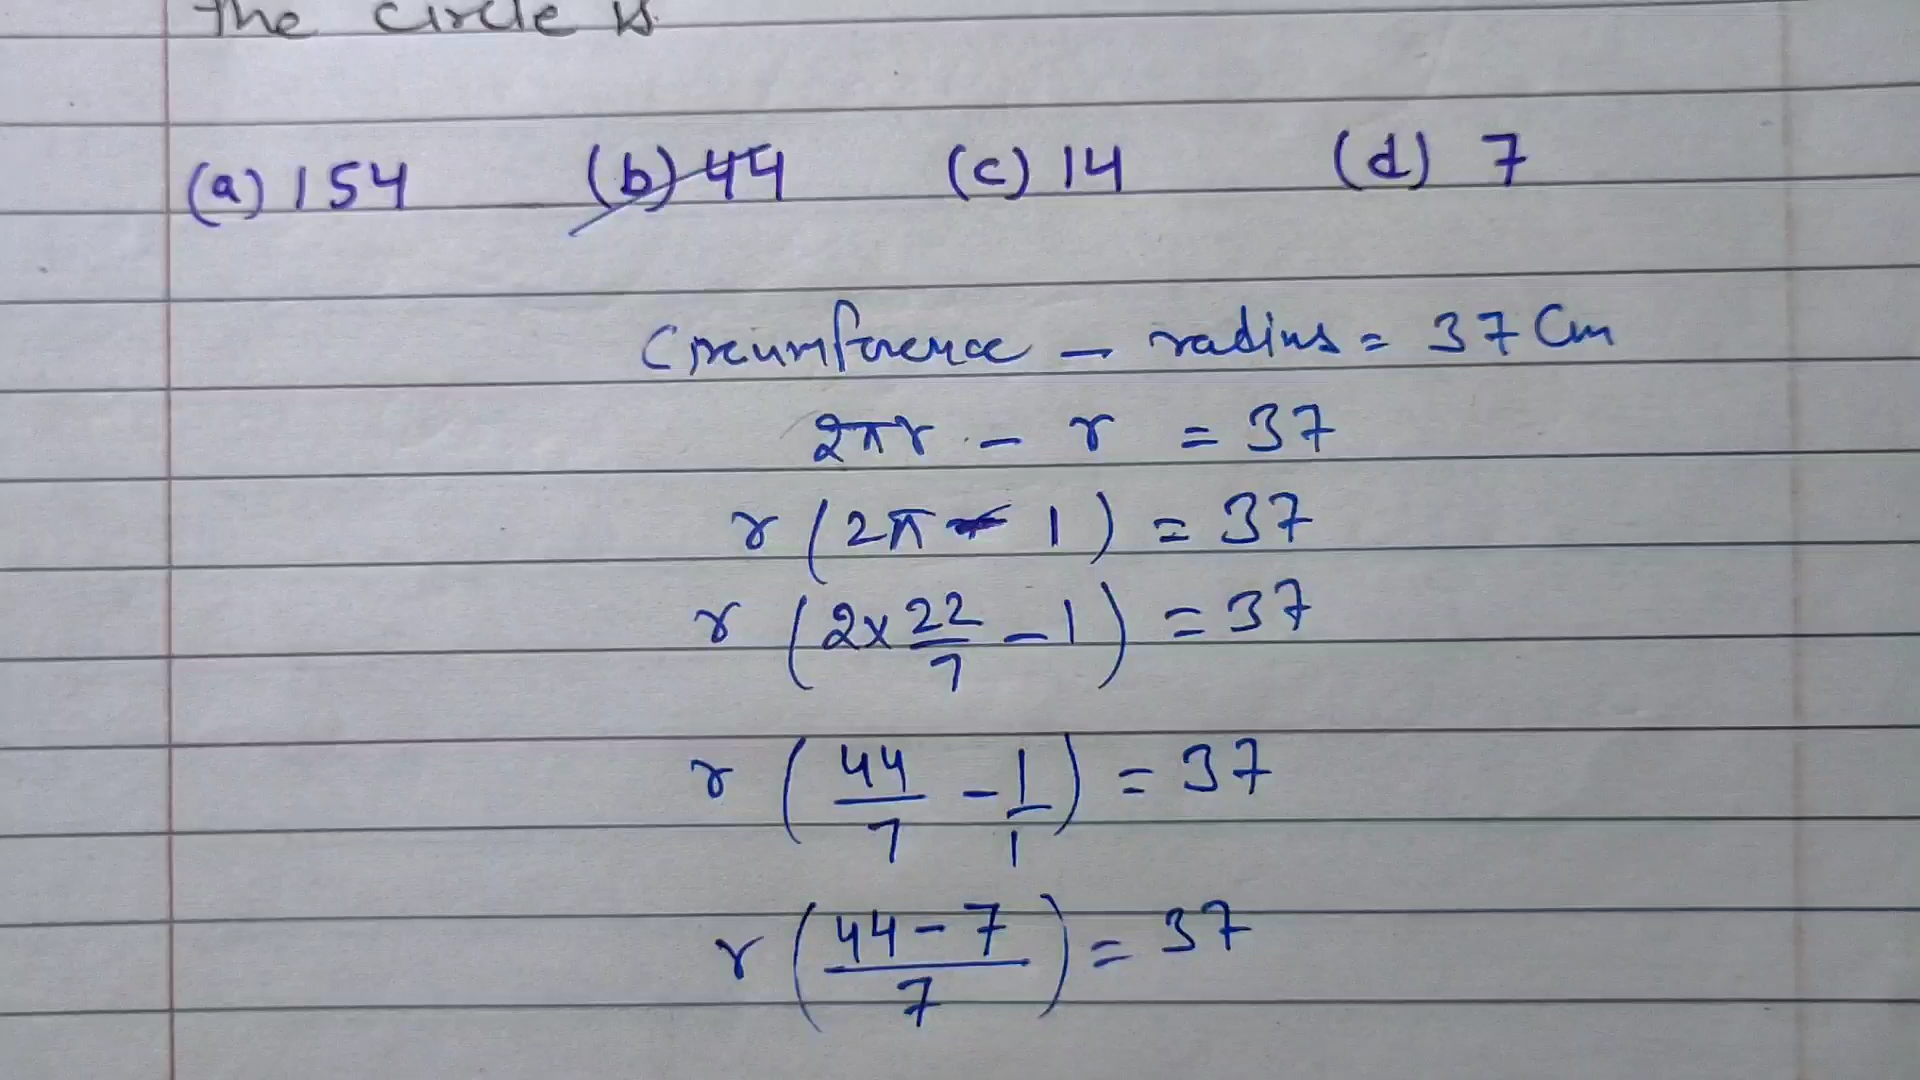 the circle is
(a) 154 (b) 44 (c) 14 (d) 7
Circumference - radius = 37 Cm
2πr - r = 37
r (2π - 1) = 37
r (2 x 22/7 - 1) = 37
r (44/7 - 1/1) = 37
r (44-7/7) = 37